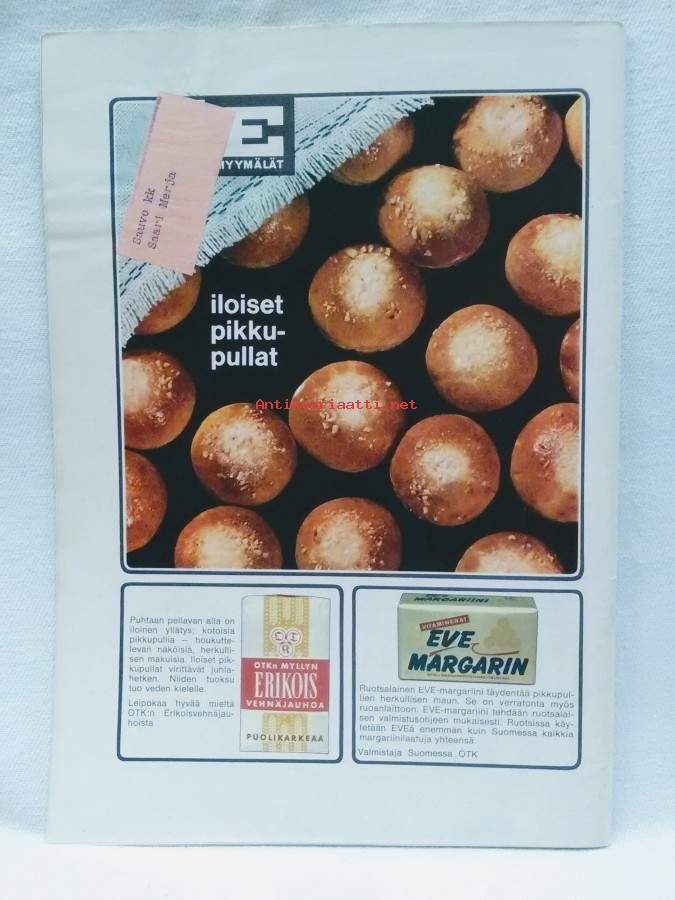 E
MYYMÄLÄT
Sauvo kk
Saari Merja
iloiset
pikku-
pullat
Antikvariaatti.net
Puhtaan pellavan alla on
iloinen yllätys, kotoisia
pikkupullia — houkutte-
levan näköisiä, herkulli-
sen makuisia. Iloiset pik-
kupullat virittävät juhla-
hetken. Niiden tuoksu
tuo veden kielelle.
Leipokaa hyvää mieltä
OTK:n Erikoisvehnäjau-
hoista
OTK
OTK:n MYLLYN
ERIKOIS
VEHNÄJAUHOA
PUOLIKARKEAA
MARGARIINI
VITAMINERAT
EVE
MARGARIN
Ruotsalainen EVE-margariini täydentää pikkupul-
lien herkullisen maun. Se on verratonta myös
ruoanlaittoon. EVE-margariini tehdään ruotsalai-
sen valmistusohjeen mukaisesti. Ruotsissa käy-
tetään EVEä enemmän kuin Suomessa kaikkia
margariinilaatuja yhteensä.
Valmistaja Suomessa OTK